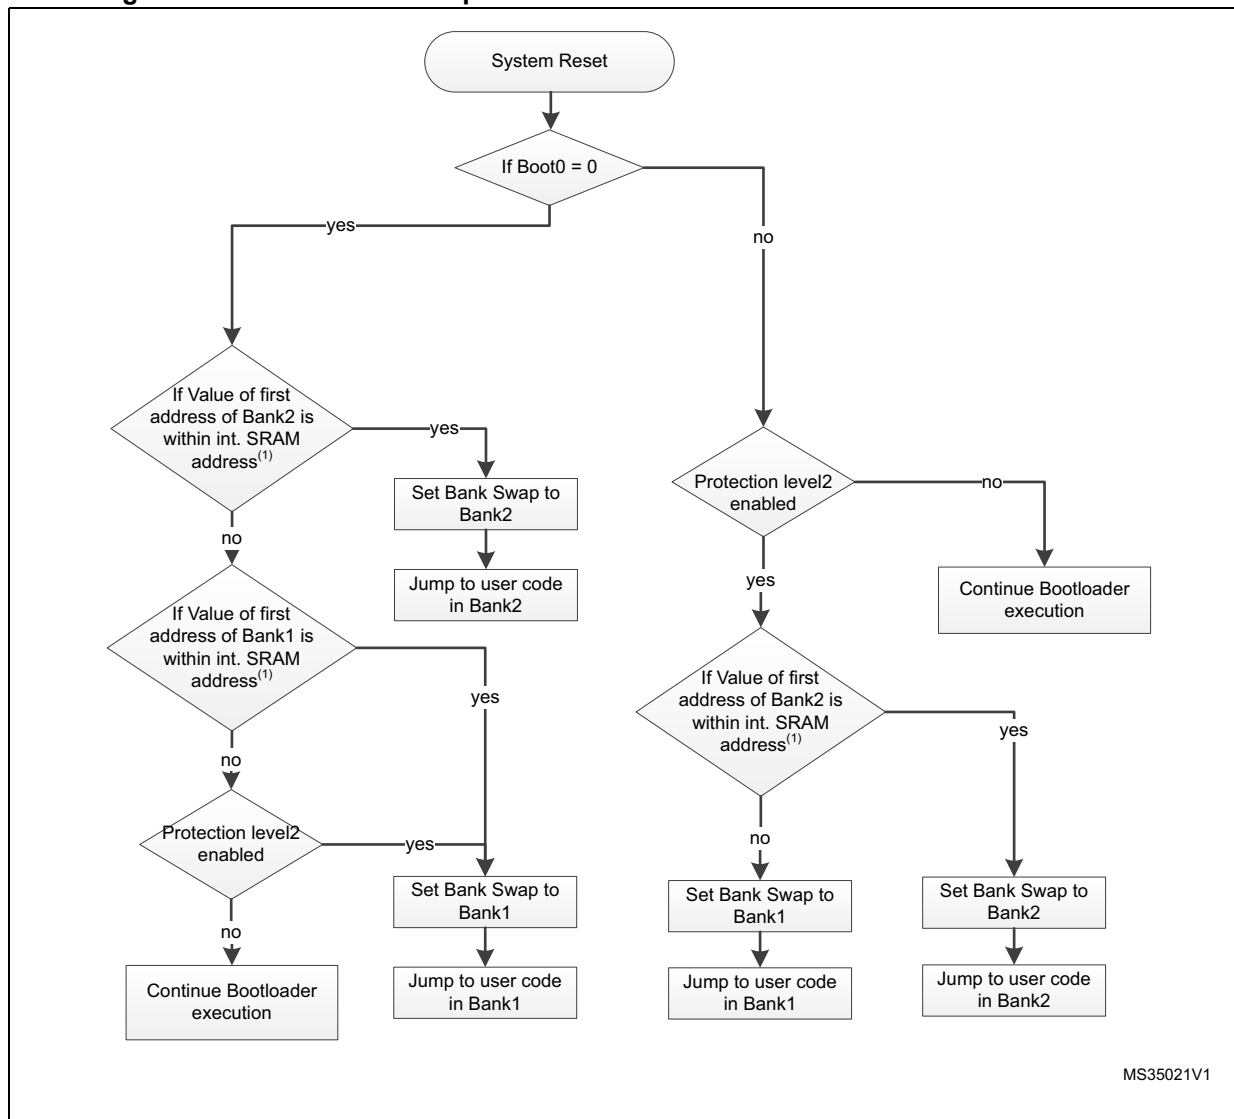 System Reset
If Boot0 = 0
yes
no
If Value of first
address of Bank2 is
within int. SRAM
address(1)
yes
Set Bank Swap to
Bank2
no
Jump to user code
in Bank2
If Value of first
address of Bank1 is
within int. SRAM
address(1)
yes
no
Protection level2
enabled
yes
Set Bank Swap to
Bank1
no
Jump to user code
in Bank1
Continue Bootloader
execution
Protection level2
enabled
no
Continue Bootloader
execution
yes
If Value of first
address of Bank2 is
within int. SRAM
address(1)
yes
no
Set Bank Swap to
Bank1
Jump to user code
in Bank1
Set Bank Swap to
Bank2
Jump to user code
in Bank2
MS35021V1